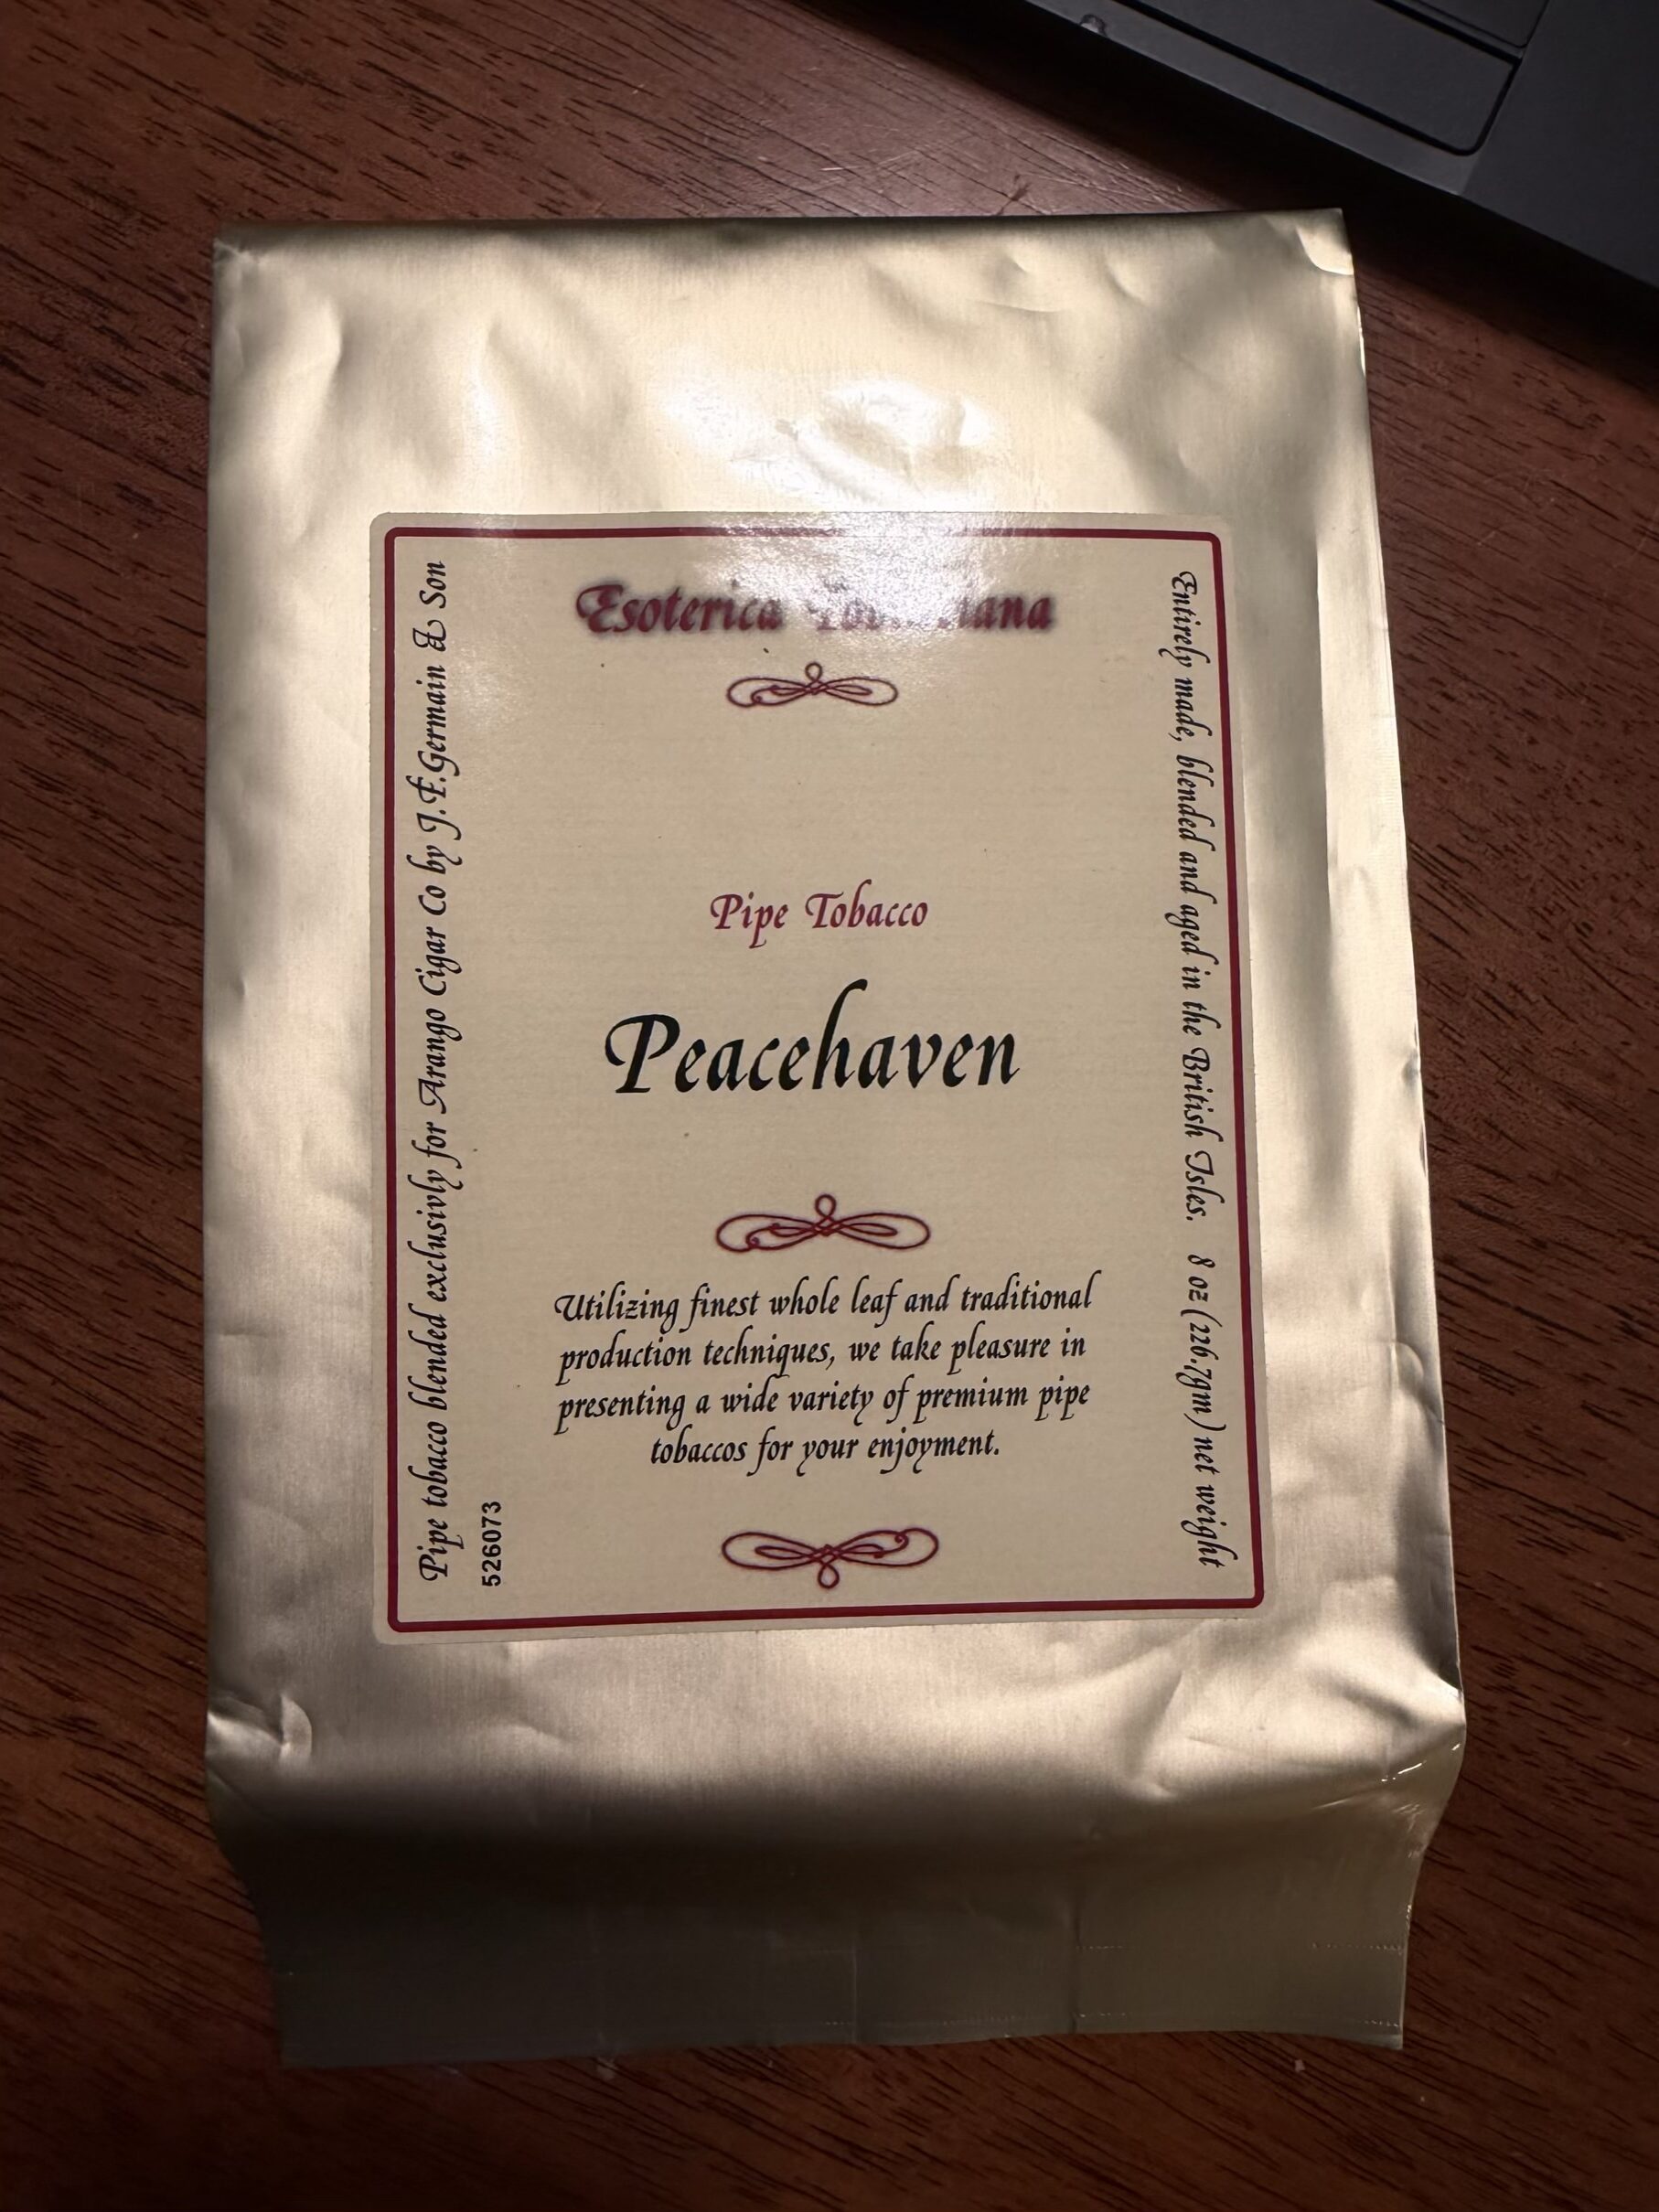 Esoterica
Pipe Tobacco
Peacehaven
Utilizing finest whole leaf and traditional
production techniques, we take pleasure in
presenting a wide variety of premium pipe
tobaccos for your enjoyment.
Pipe tobacco blended exclusivly for Arango Cigar Co by J.F.Germain & Son
526073
Entirely made, blended and aged in the British Isles. 8 oz (226.7gm) net weight